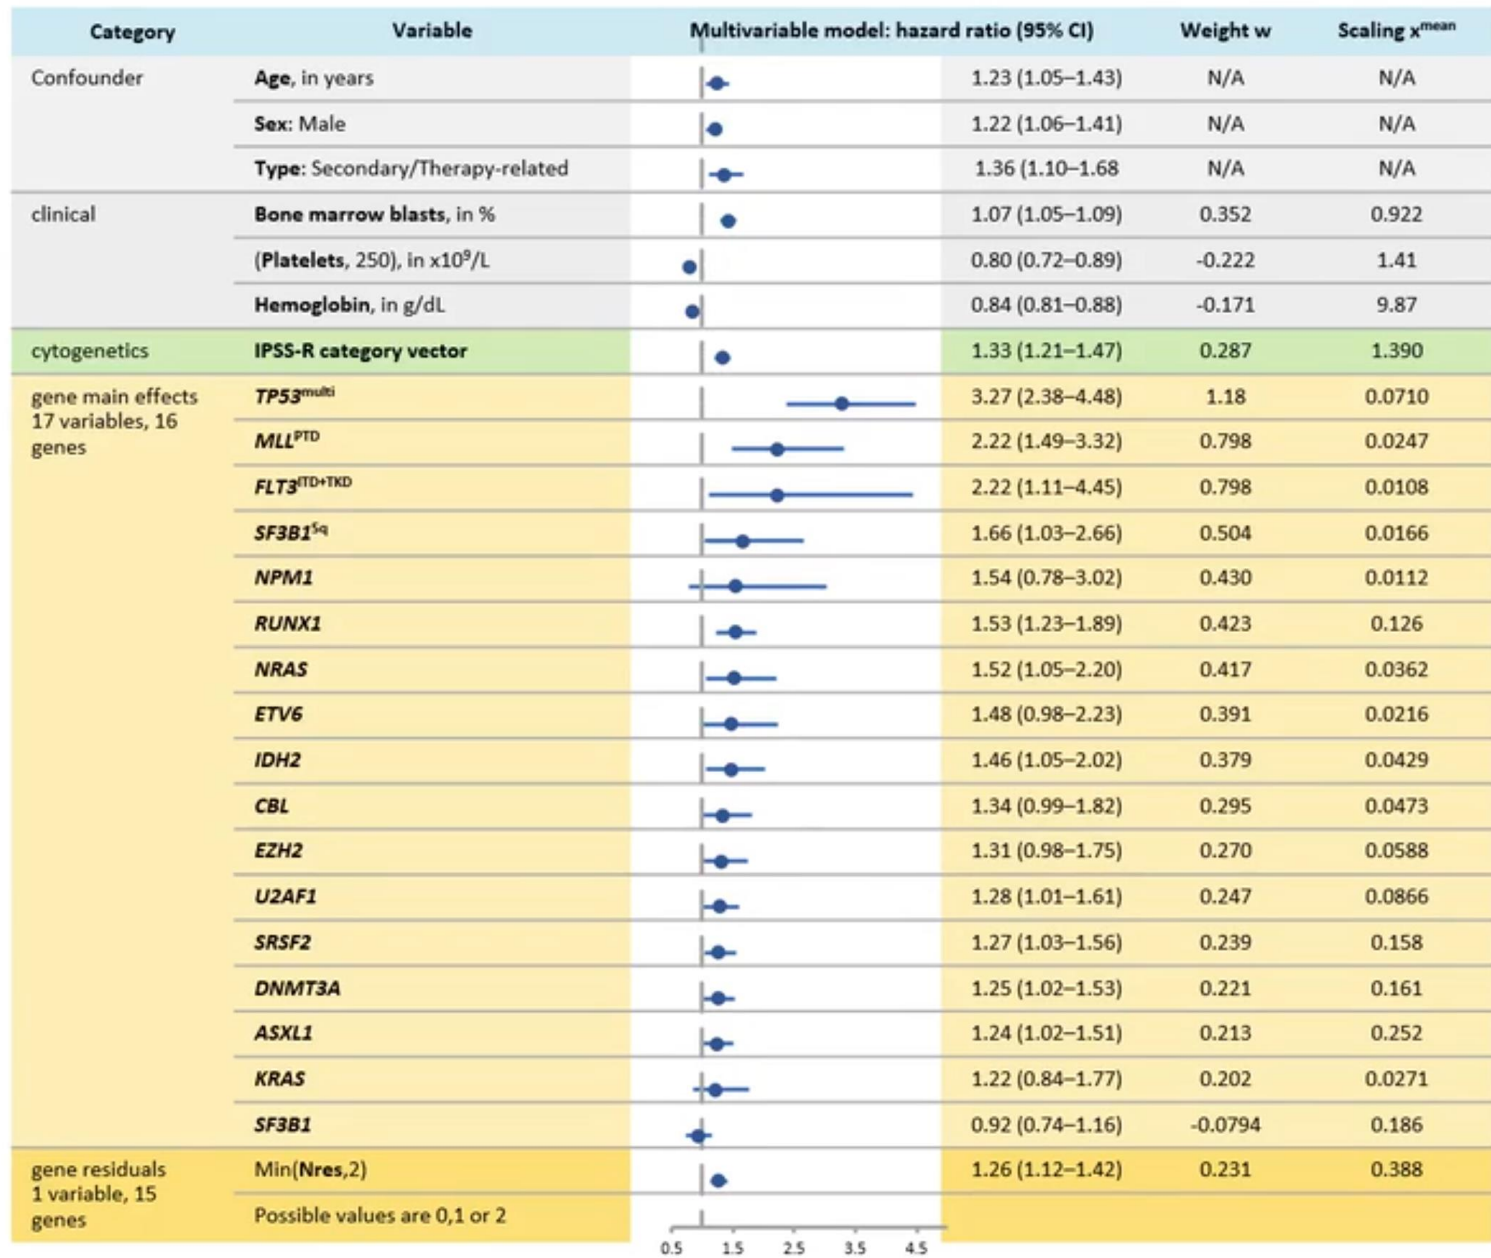 Category Variable Multivariable model: hazard ratio (95% CI) Weight w Scaling xmean
Confounder Age, in years 1.23 (1.05–1.43) N/A N/A
Sex: Male 1.22 (1.06–1.41) N/A N/A
Type: Secondary/Therapy-related 1.36 (1.10–1.68 N/A N/A
clinical Bone marrow blasts, in % 1.07 (1.05–1.09) 0.352 0.922
(Platelets, 250), in x10⁹/L 0.80 (0.72–0.89) -0.222 1.41
Hemoglobin, in g/dL 0.84 (0.81–0.88) -0.171 9.87
cytogenetics IPSS-R category vector 1.33 (1.21–1.47) 0.287 1.390
gene main effects TP53multi 3.27 (2.38–4.48) 1.18 0.0710
17 variables, 16
genes MLLPTD 2.22 (1.49–3.32) 0.798 0.0247
FLT3ITD+TKD 2.22 (1.11–4.45) 0.798 0.0108
SF3B15q 1.66 (1.03–2.66) 0.504 0.0166
NPM1 1.54 (0.78–3.02) 0.430 0.0112
RUNX1 1.53 (1.23–1.89) 0.423 0.126
NRAS 1.52 (1.05–2.20) 0.417 0.0362
ETV6 1.48 (0.98–2.23) 0.391 0.0216
IDH2 1.46 (1.05–2.02) 0.379 0.0429
CBL 1.34 (0.99–1.82) 0.295 0.0473
EZH2 1.31 (0.98–1.75) 0.270 0.0588
U2AF1 1.28 (1.01–1.61) 0.247 0.0866
SRSF2 1.27 (1.03–1.56) 0.239 0.158
DNMT3A 1.25 (1.02–1.53) 0.221 0.161
ASXL1 1.24 (1.02–1.51) 0.213 0.252
KRAS 1.22 (0.84–1.77) 0.202 0.0271
SF3B1 0.92 (0.74–1.16) -0.0794 0.186
gene residuals Min(Nres,2) 1.26 (1.12–1.42) 0.231 0.388
1 variable, 15
genes Possible values are 0,1 or 2
0.5 1.5 2.5 3.5 4.5